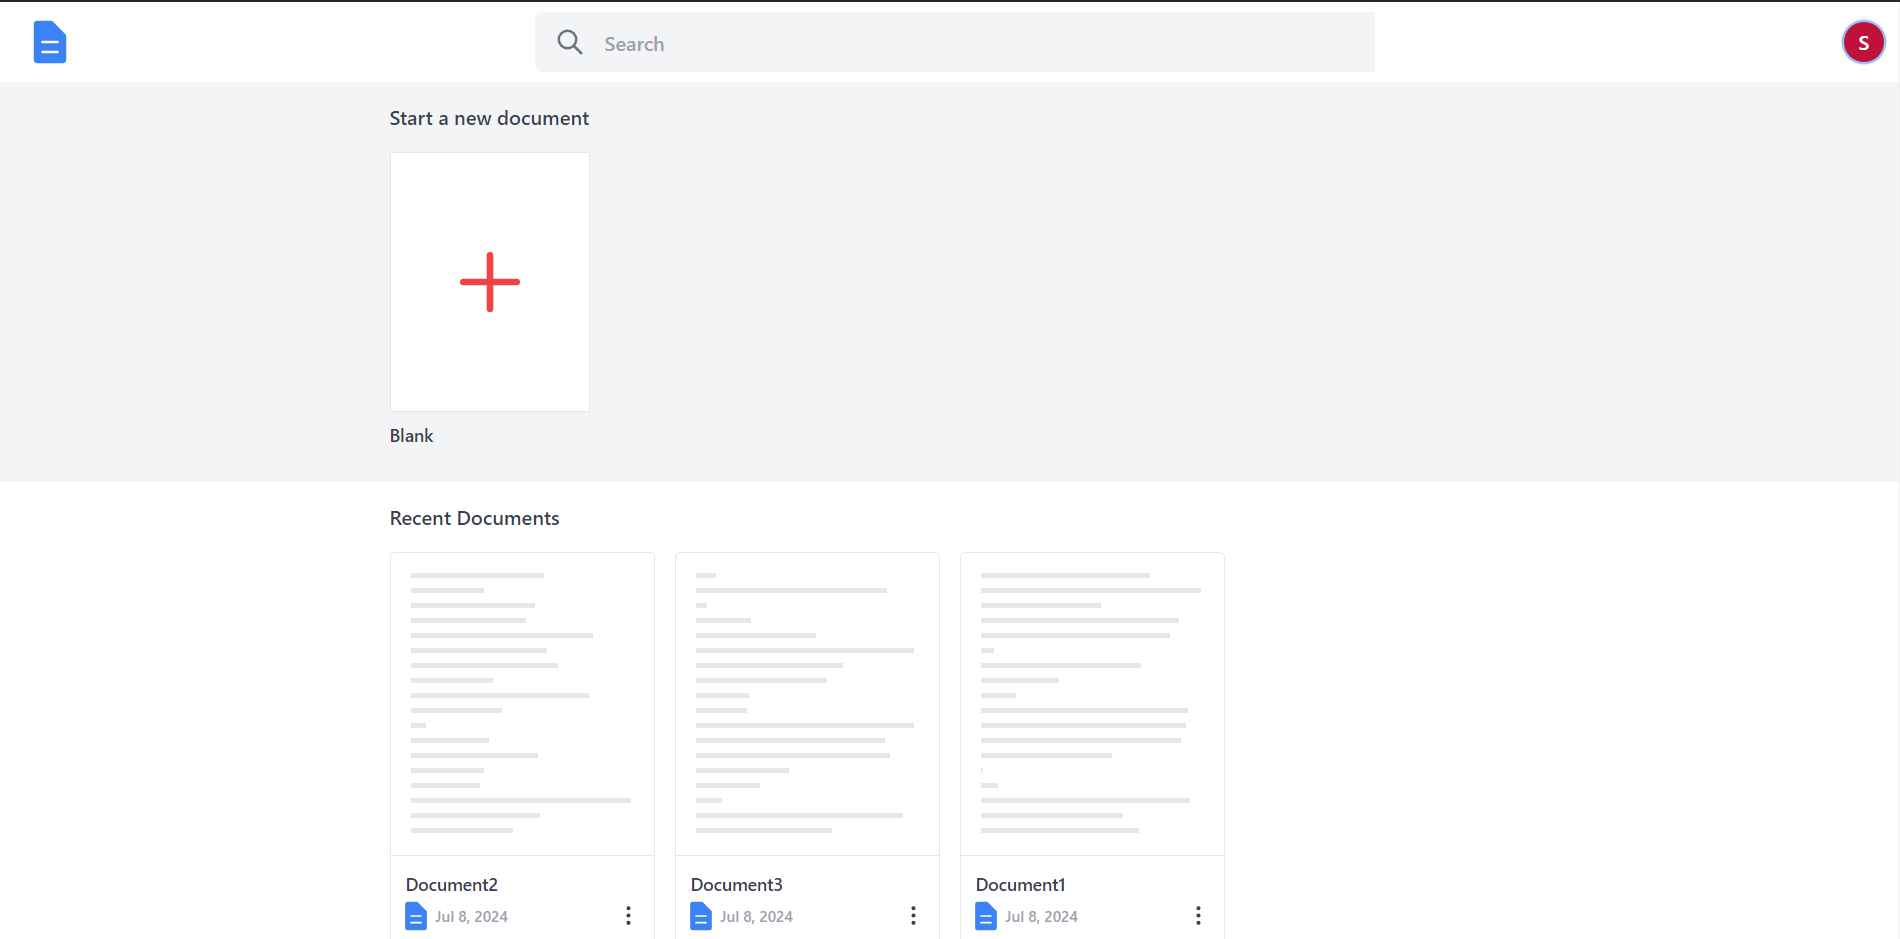 Search
S
Start a new document
Blank
Recent Documents
Document2
Jul 8, 2024
Document3
Jul 8, 2024
Document1
Jul 8, 2024